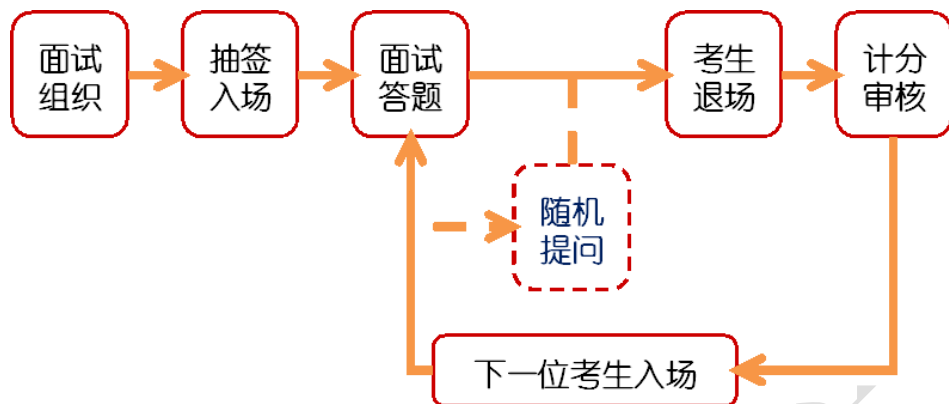 面试
组织
抽签
入场
面试
答题
考生
退场
计分
审核
随机
提问
下一位考生入场